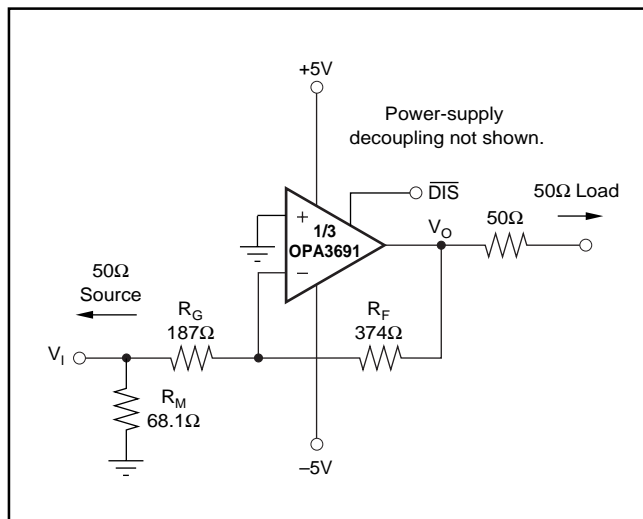 +5V
Power-supply
decoupling not shown.
DIS
50Ω Load
+
1/3
OPA3691
−
V_O
50Ω
50Ω
Source
R_G
187Ω
R_F
374Ω
V_I
R_M
68.1Ω
–5V